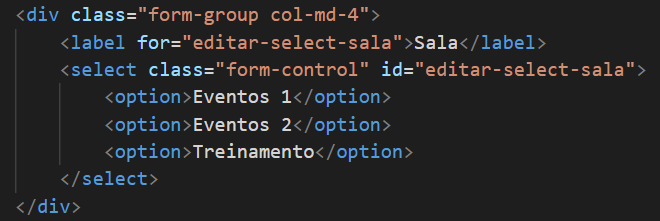 <div class="form-group col-md-4">
    <label for="editar-select-sala">Sala</label>
    <select class="form-control" id="editar-select-sala">
        <option>Eventos 1</option>
        <option>Eventos 2</option>
        <option>Treinamento</option>
    </select>
</div>